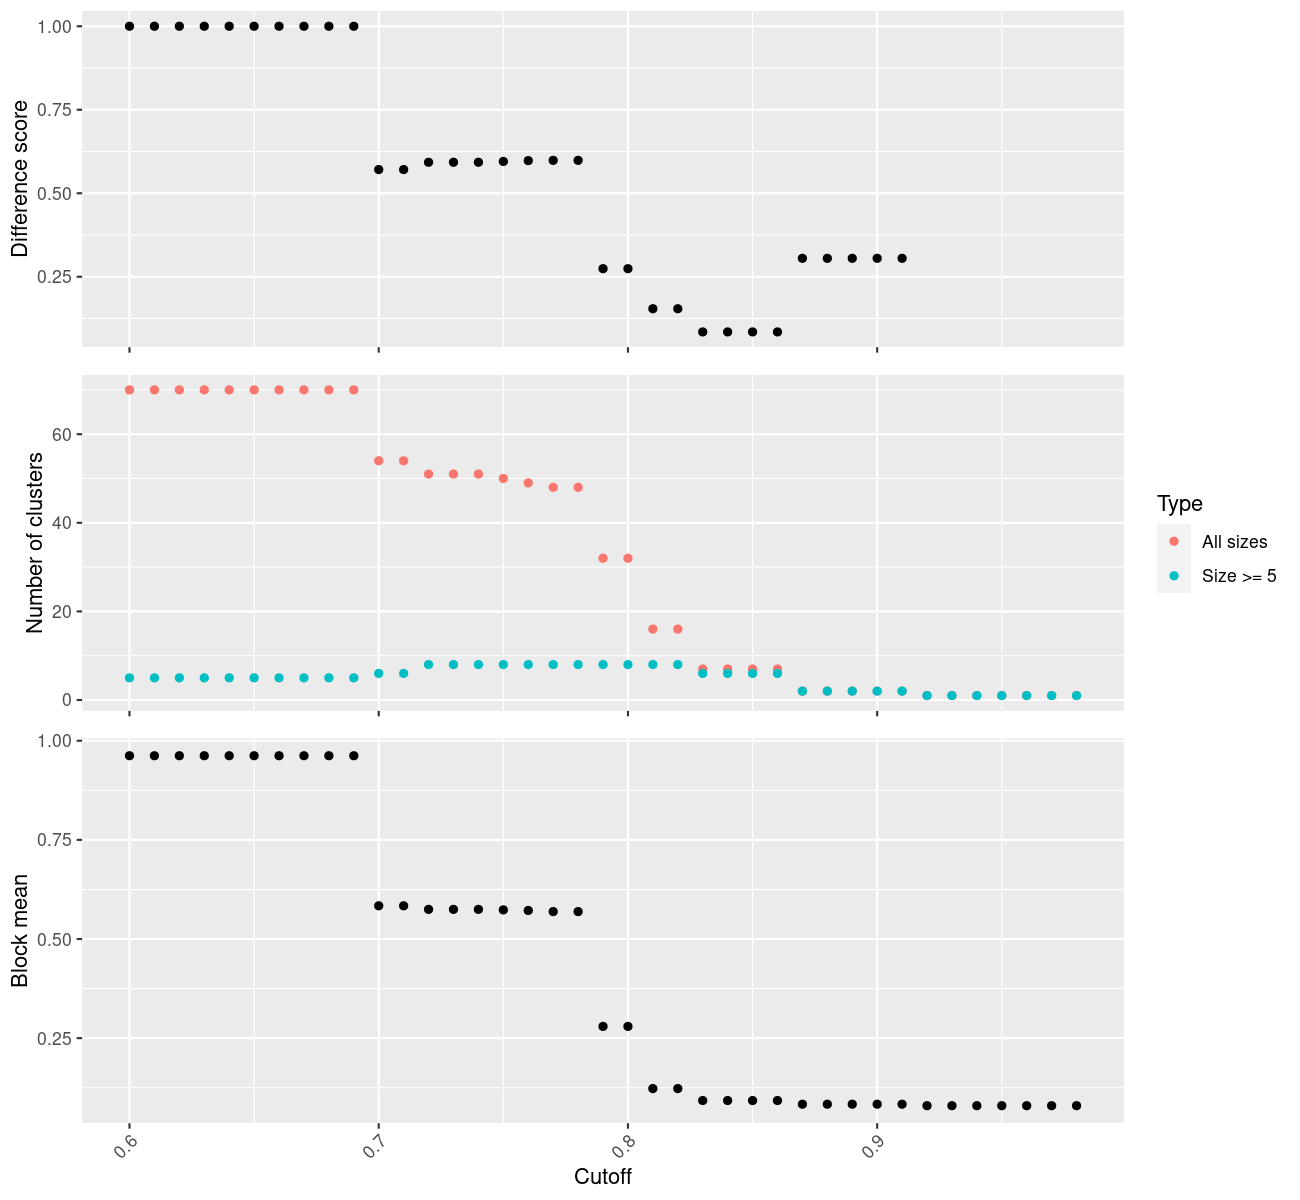 Difference score
1.00
0.75
0.50
0.25
Number of clusters
60
40
20
0
Type
All sizes
Size >= 5
Block mean
1.00
0.75
0.50
0.25
0.6
0.7
0.8
0.9
Cutoff